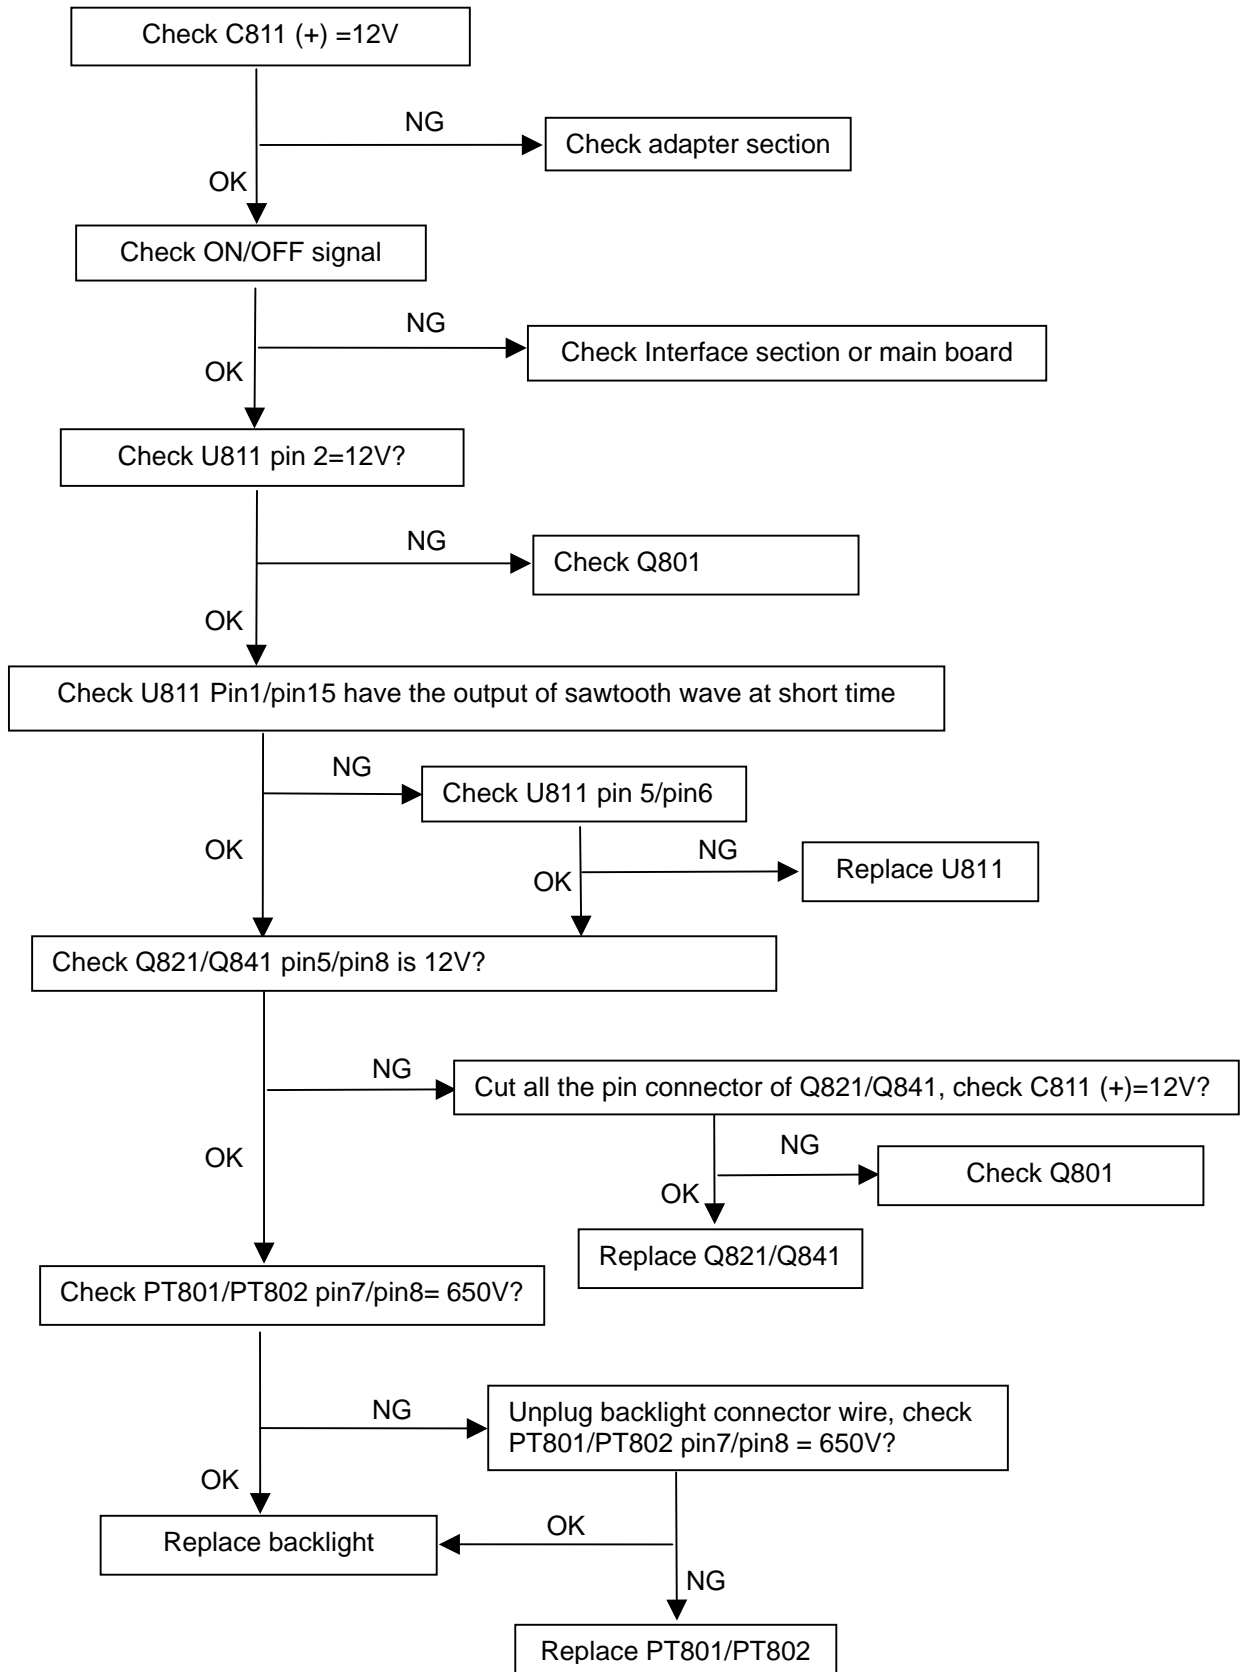 Check C811 (+) =12V
NG
Check adapter section
OK
Check ON/OFF signal
NG
Check Interface section or main board
OK
Check U811 pin 2=12V?
NG
Check Q801
OK
Check U811 Pin1/pin15 have the output of sawtooth wave at short time
NG
Check U811 pin 5/pin6
OK
NG
Replace U811
OK
Check Q821/Q841 pin5/pin8 is 12V?
NG
Cut all the pin connector of Q821/Q841, check C811 (+)=12V?
OK
NG
Check Q801
OK
Replace Q821/Q841
Check PT801/PT802 pin7/pin8= 650V?
NG
Unplug backlight connector wire, check
PT801/PT802 pin7/pin8 = 650V?
OK
Replace backlight
OK
NG
Replace PT801/PT802